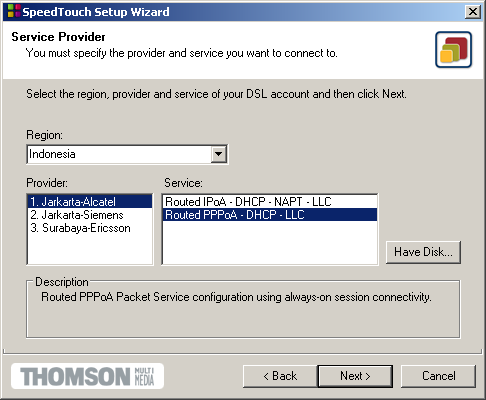 SpeedTouch Setup Wizard
Service Provider
You must specify the provider and service you want to connect to.
Select the region, provider and service of your DSL account and then click Next.
Region:
Indonesia
Provider:
1. Jarkarta-Alcatel
2. Jarkarta-Siemens
3. Surabaya-Ericsson
Service:
Routed IPoA - DHCP - NAPT - LLC
Routed PPPoA - DHCP - LLC
Have Disk...
Description
Routed PPPoA Packet Service configuration using always-on session connectivity.
THOMSON MULTI
MEDIA
< Back
Next >
Cancel